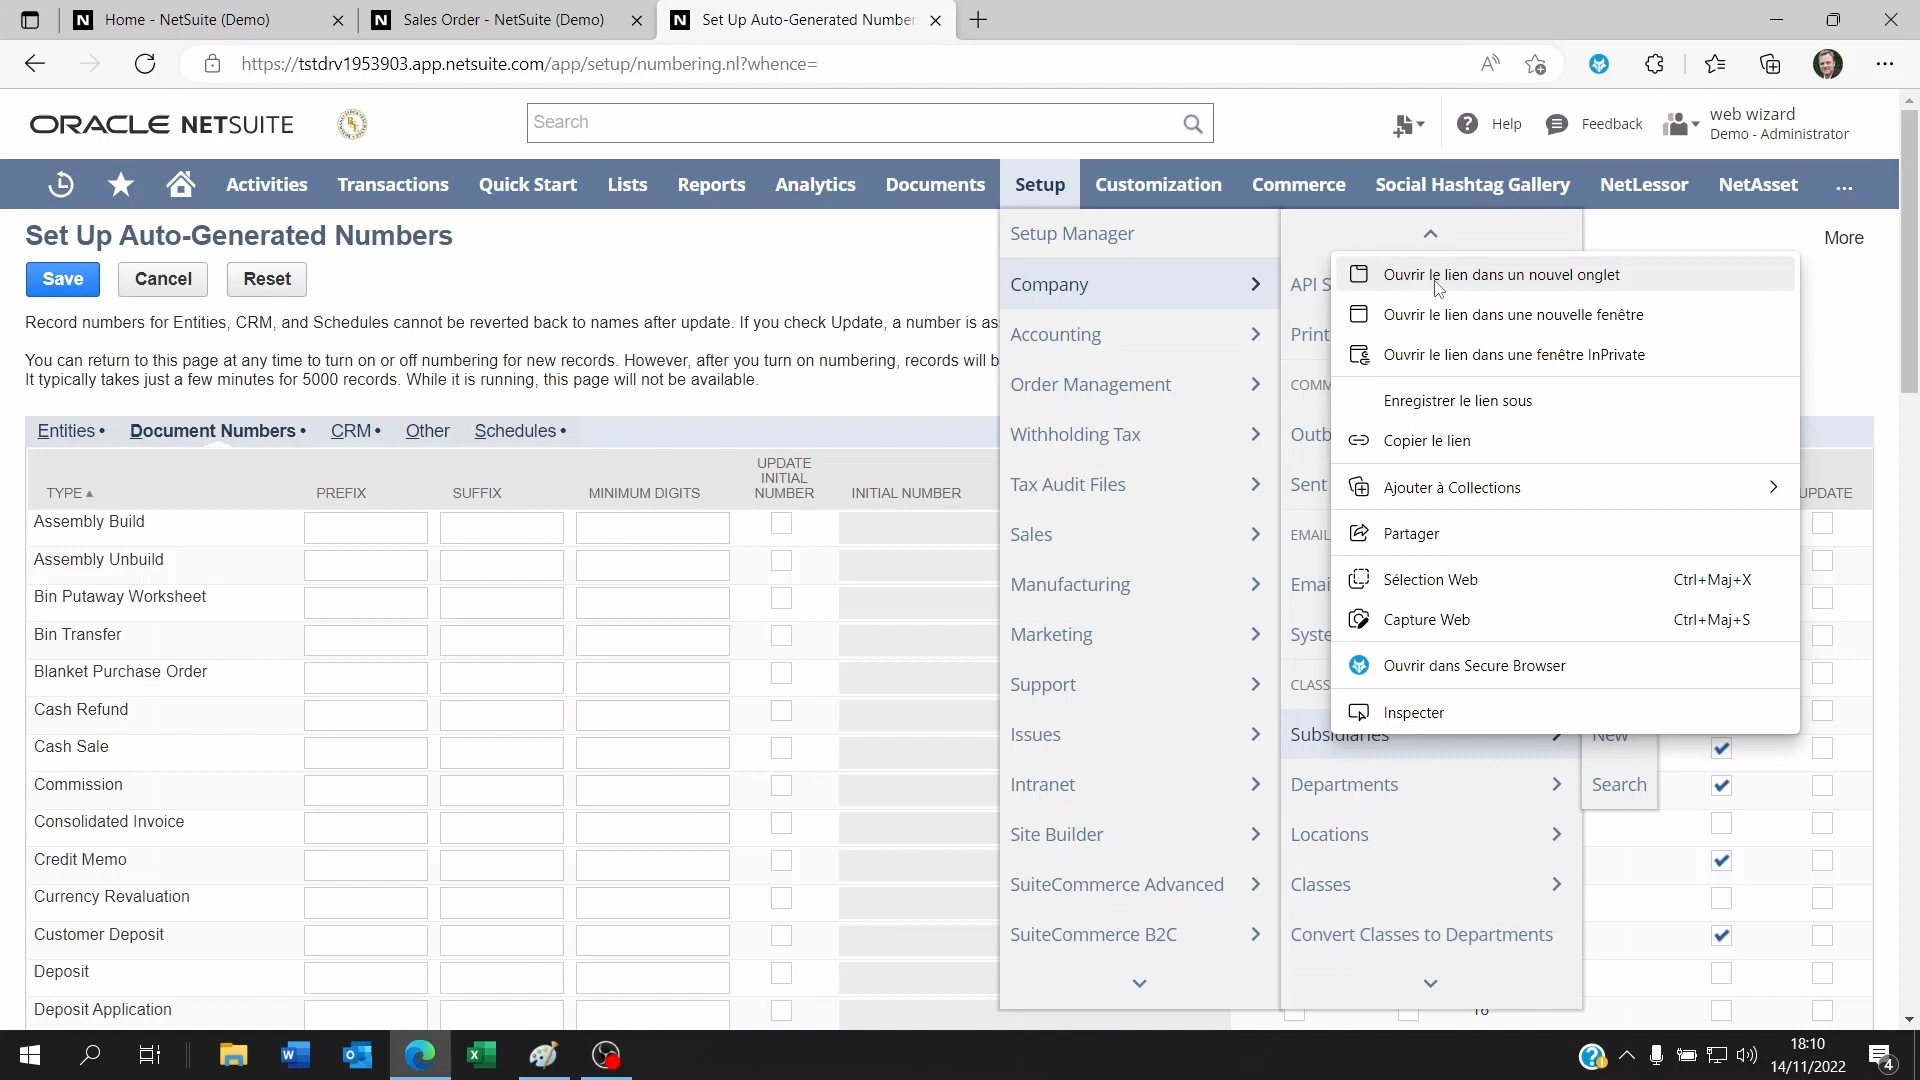 Home - NetSuite (Demo)
Sales Order - NetSuite (Demo)
Set Up Auto-Generated Number
https://tstdrv1953903.app.netsuite.com/app/setup/numbering.nl?whence=
ORACLE NETSUITE
Search
Help
Feedback
web wizard
Demo - Administrator
Activities
Transactions
Quick Start
Lists
Reports
Analytics
Documents
Setup
Customization
Commerce
Social Hashtag Gallery
NetLessor
NetAsset
...
Set Up Auto-Generated Numbers
More
Save
Cancel
Reset
Record numbers for Entities, CRM, and Schedules cannot be reverted back to names after update. If you check Update, a number is as
You can return to this page at any time to turn on or off numbering for new records. However, after you turn on numbering, records will b
It typically takes just a few minutes for 5000 records. While it is running, this page will not be available.
Entities •
Document Numbers •
CRM •
Other
Schedules •
TYPE ▲
PREFIX
SUFFIX
MINIMUM DIGITS
UPDATE
INITIAL
NUMBER
INITIAL NUMBER
UPDATE
Assembly Build
Assembly Unbuild
Bin Putaway Worksheet
Bin Transfer
Blanket Purchase Order
Cash Refund
Cash Sale
Commission
Consolidated Invoice
Credit Memo
Currency Revaluation
Customer Deposit
Deposit
Deposit Application
Setup Manager
Company
Accounting
Order Management
Withholding Tax
Tax Audit Files
Sales
Manufacturing
Marketing
Support
Issues
Intranet
Site Builder
SuiteCommerce Advanced
SuiteCommerce B2C
API S
Print
COMM
Outb
Sent
EMAIL
Emai
Syste
CLASS
Subsidiaries
Departments
Locations
Classes
Convert Classes to Departments
New
Search
Ouvrir le lien dans un nouvel onglet
Ouvrir le lien dans une nouvelle fenêtre
Ouvrir le lien dans une fenêtre InPrivate
Enregistrer le lien sous
Copier le lien
Ajouter à Collections
Partager
Sélection Web Ctrl+Maj+X
Capture Web Ctrl+Maj+S
Ouvrir dans Secure Browser
Inspecter
18:10
14/11/2022
4